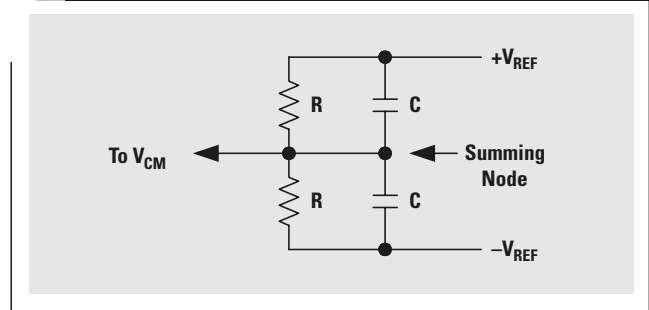 +VREF
R
C
To VCM
Summing
Node
R
C
–VREF